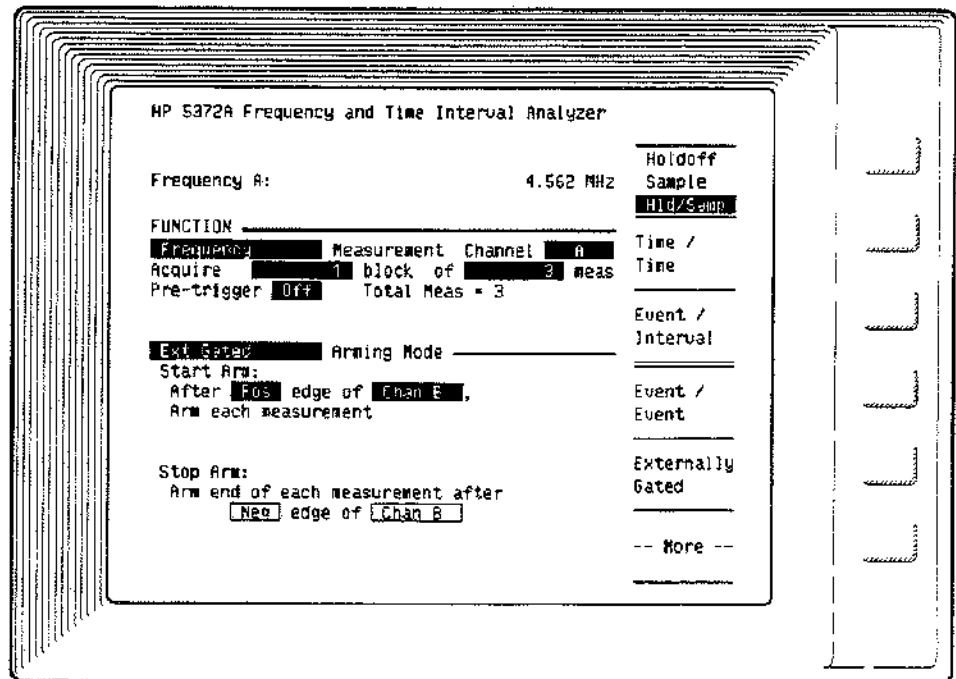 HP 5372A Frequency and Time Interval Analyzer
Frequency A: 4.562 MHz
FUNCTION
Frequency Measurement Channel A
Acquire 1 block of 3 meas
Pre-trigger Off Total Meas = 3
Ext Gated Arming Mode
Start Arm:
After Pos edge of Chan B ,
Arm each measurement
Stop Arm:
Arm end of each measurement after
Neg edge of Chan B
Holdoff
Sample
Hld/Samp
Time /
Time
Event /
Interval
Event /
Event
Externally
Gated
-- More --